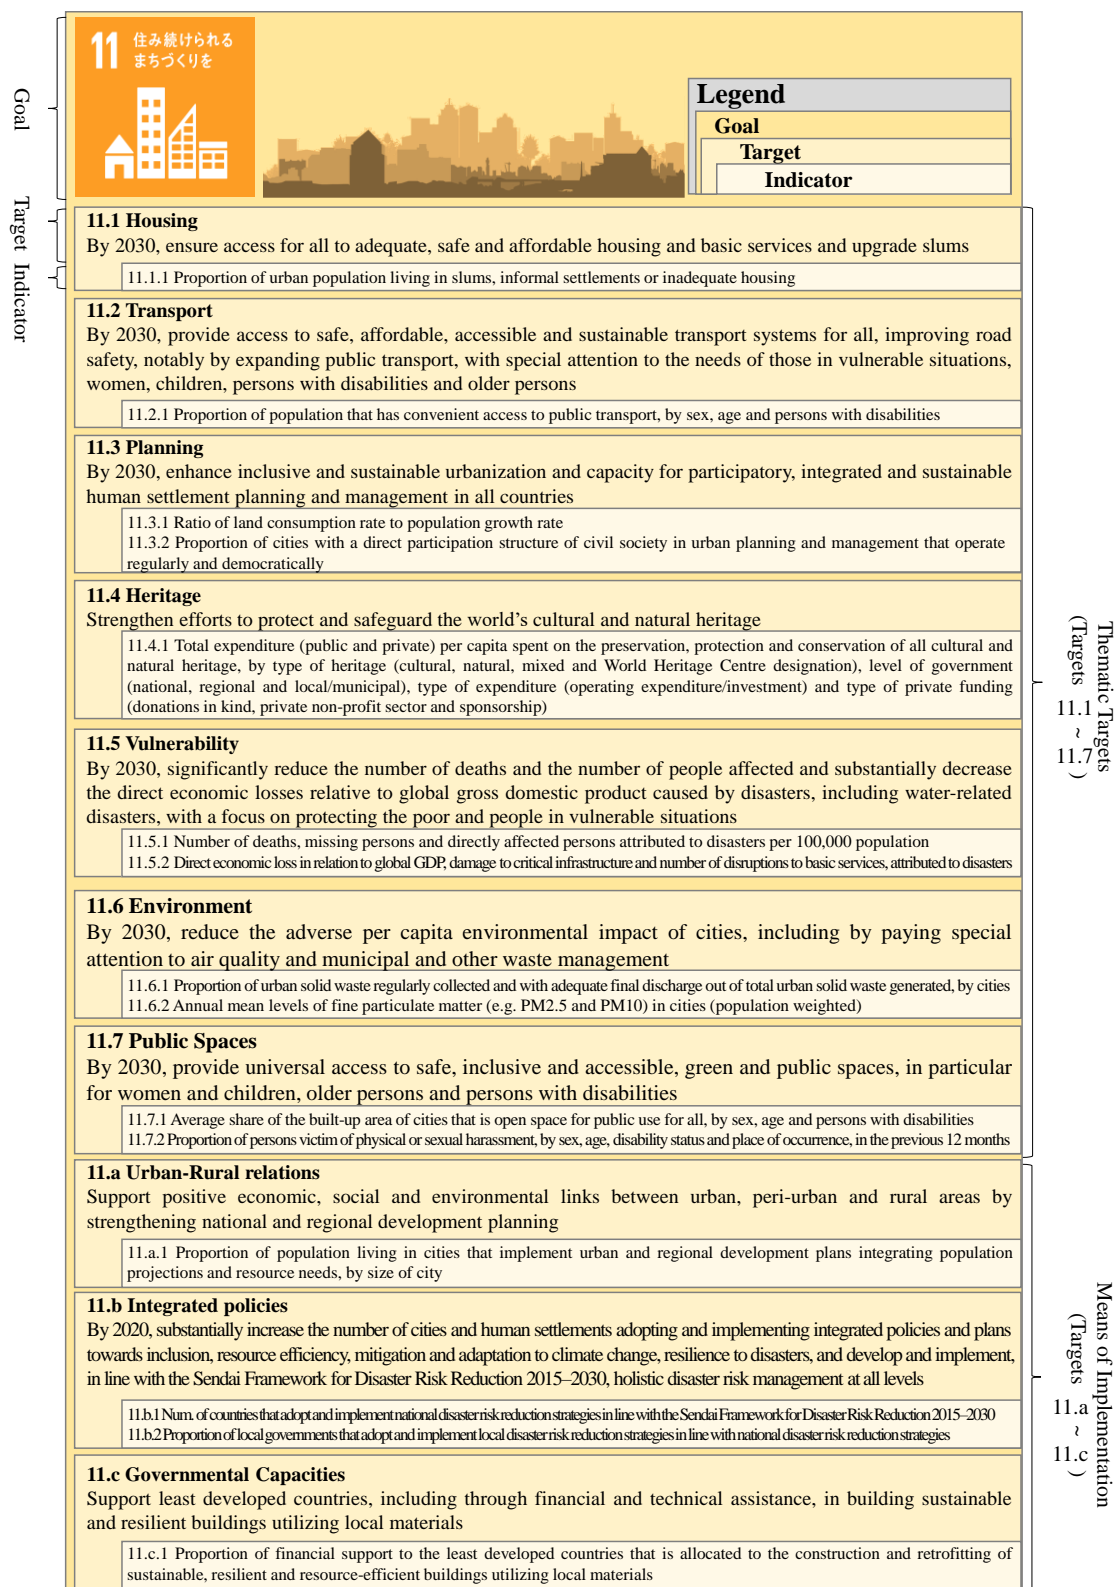 11 住み続けられる
まちづくりを
Legend
Goal
Target
Indicator
Goal
Target
Indicator
11.1 Housing
By 2030, ensure access for all to adequate, safe and affordable housing and basic services and upgrade slums
11.1.1 Proportion of urban population living in slums, informal settlements or inadequate housing
11.2 Transport
By 2030, provide access to safe, affordable, accessible and sustainable transport systems for all, improving road
safety, notably by expanding public transport, with special attention to the needs of those in vulnerable situations,
women, children, persons with disabilities and older persons
11.2.1 Proportion of population that has convenient access to public transport, by sex, age and persons with disabilities
11.3 Planning
By 2030, enhance inclusive and sustainable urbanization and capacity for participatory, integrated and sustainable
human settlement planning and management in all countries
11.3.1 Ratio of land consumption rate to population growth rate
11.3.2 Proportion of cities with a direct participation structure of civil society in urban planning and management that operate
regularly and democratically
11.4 Heritage
Strengthen efforts to protect and safeguard the world's cultural and natural heritage
11.4.1 Total expenditure (public and private) per capita spent on the preservation, protection and conservation of all cultural and
natural heritage, by type of heritage (cultural, natural, mixed and World Heritage Centre designation), level of government
(national, regional and local/municipal), type of expenditure (operating expenditure/investment) and type of private funding
(donations in kind, private non-profit sector and sponsorship)
11.5 Vulnerability
By 2030, significantly reduce the number of deaths and the number of people affected and substantially decrease
the direct economic losses relative to global gross domestic product caused by disasters, including water-related
disasters, with a focus on protecting the poor and people in vulnerable situations
11.5.1 Number of deaths, missing persons and directly affected persons attributed to disasters per 100,000 population
11.5.2 Direct economic loss in relation to global GDP, damage to critical infrastructure and number of disruptions to basic services, attributed to disasters
11.6 Environment
By 2030, reduce the adverse per capita environmental impact of cities, including by paying special
attention to air quality and municipal and other waste management
11.6.1 Proportion of urban solid waste regularly collected and with adequate final discharge out of total urban solid waste generated, by cities
11.6.2 Annual mean levels of fine particulate matter (e.g. PM2.5 and PM10) in cities (population weighted)
11.7 Public Spaces
By 2030, provide universal access to safe, inclusive and accessible, green and public spaces, in particular
for women and children, older persons and persons with disabilities
11.7.1 Average share of the built-up area of cities that is open space for public use for all, by sex, age and persons with disabilities
11.7.2 Proportion of persons victim of physical or sexual harassment, by sex, age, disability status and place of occurrence, in the previous 12 months
Thematic Targets
(Targets 11.1 ~ 11.7)
11.a Urban-Rural relations
Support positive economic, social and environmental links between urban, peri-urban and rural areas by
strengthening national and regional development planning
11.a.1 Proportion of population living in cities that implement urban and regional development plans integrating population
projections and resource needs, by size of city
11.b Integrated policies
By 2020, substantially increase the number of cities and human settlements adopting and implementing integrated policies and plans
towards inclusion, resource efficiency, mitigation and adaptation to climate change, resilience to disasters, and develop and implement,
in line with the Sendai Framework for Disaster Risk Reduction 2015–2030, holistic disaster risk management at all levels
11.b.1 Num. of countries that adopt and implement national disaster risk reduction strategies in line with the Sendai Framework for Disaster Risk Reduction 2015–2030
11.b.2 Proportion of local governments that adopt and implement local disaster risk reduction strategies in line with national disaster risk reduction strategies
11.c Governmental Capacities
Support least developed countries, including through financial and technical assistance, in building sustainable
and resilient buildings utilizing local materials
11.c.1 Proportion of financial support to the least developed countries that is allocated to the construction and retrofitting of
sustainable, resilient and resource-efficient buildings utilizing local materials
Means of Implementation
(Targets 11.a ~ 11.c)